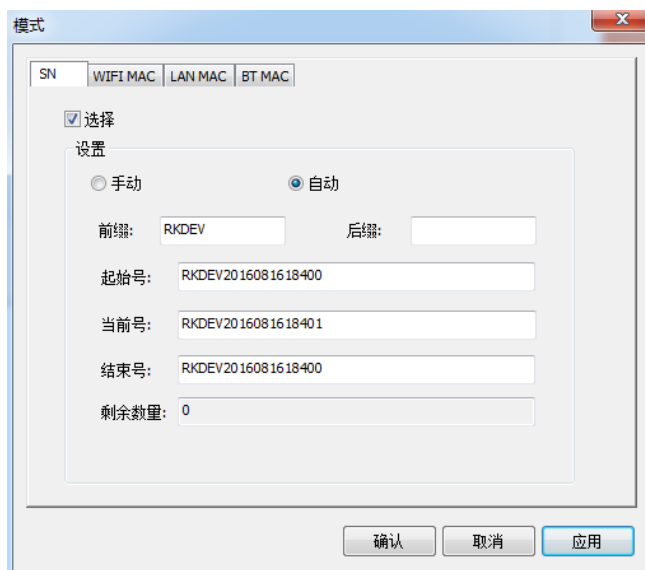 模式
SN WIFI MAC LAN MAC BT MAC
选择
设置
手动 自动
前缀: RKDEV 后缀:
起始号: RKDEV2016081618400
当前号: RKDEV2016081618401
结束号: RKDEV2016081618400
剩余数量: 0
确认 取消 应用